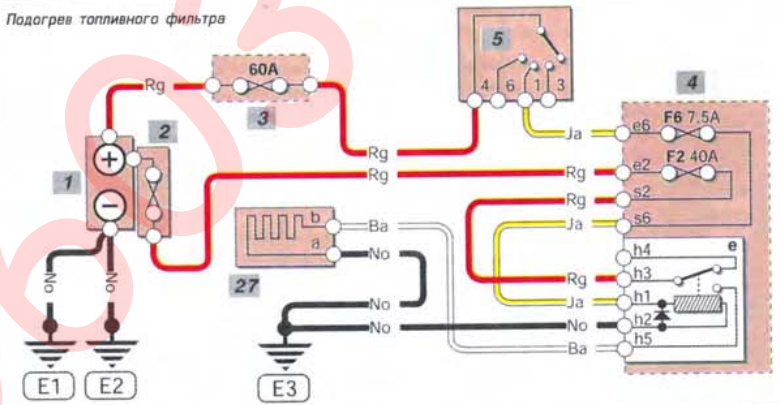 Подогрев топливного фильтра
60А
3
5
4 6 1 3
4
F6 7.5A
F2 40A
e6
e2
s2
s6
e
h4
h3
h1
h2
h5
Rg
Rg
Rg
Rg
Rg
Ja
Ja
Ja
1
2
+
−
27
b
a
Ba
No
No
No
No
Ba
No
No
E1
E2
E3